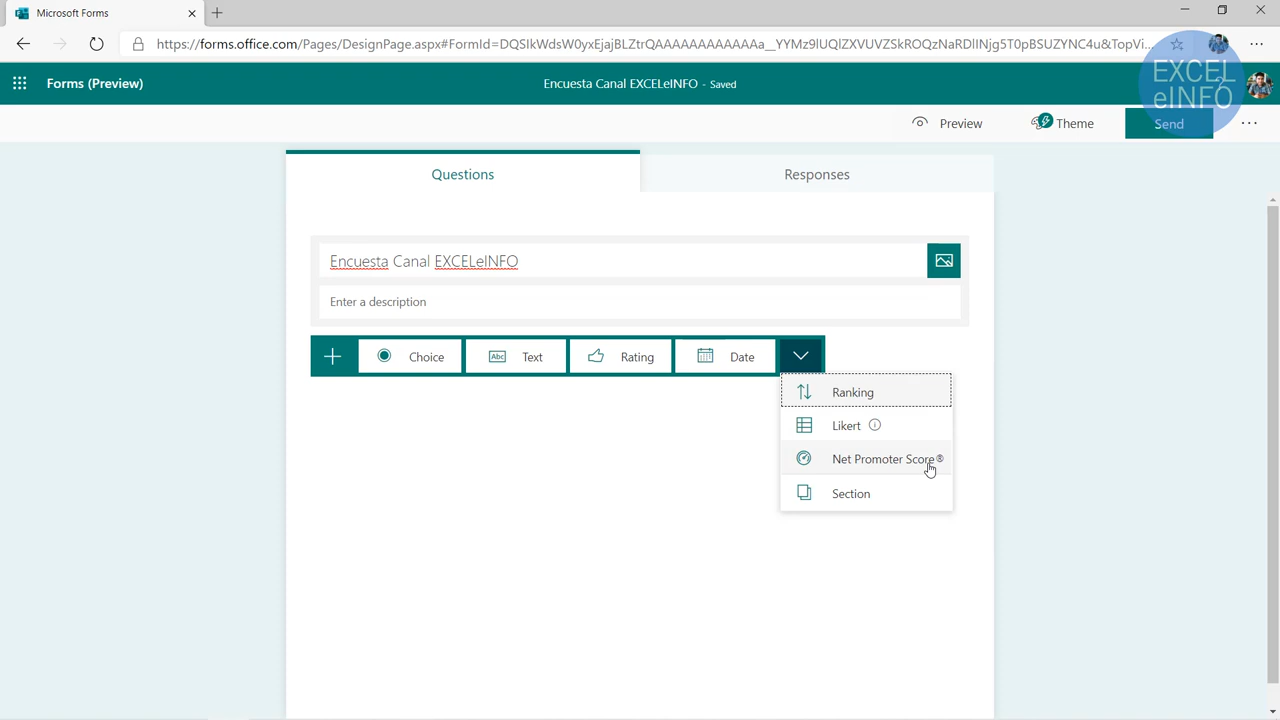 Microsoft Forms
https://forms.office.com/Pages/DesignPage.aspx#FormId=DQSIkWdsW0yxEjajBLZtrQAAAAAAAAAAAAa__YYMz9lUQlZXVUVZSkROQzNaRDlINjg5T0pBSUZYNC4u&TopVi...
Forms (Preview)
Encuesta Canal EXCELeINFO - Saved
EXCEL
eINFO
Preview
Theme
Send
Questions
Responses
Encuesta Canal EXCELeINFO
Enter a description
Choice
Abc
Text
Rating
Date
Ranking
Likert
Net Promoter Score®
Section